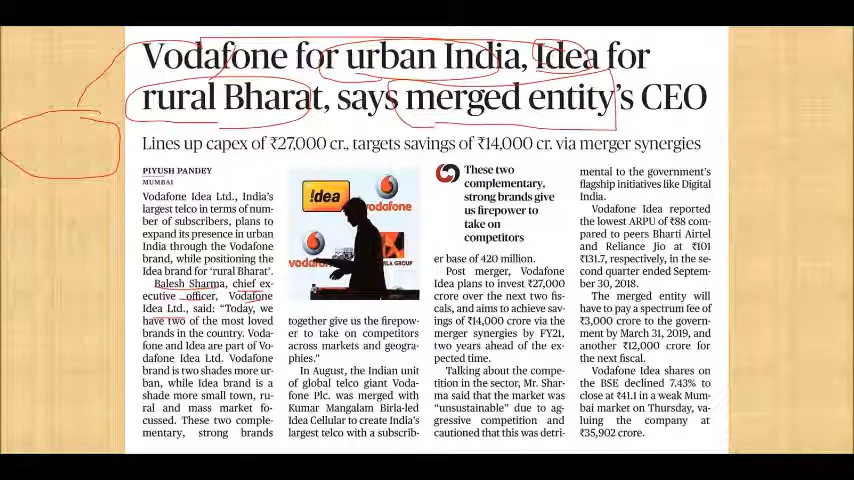 Vodafone for urban India, Idea for
rural Bharat, says merged entity's CEO
Lines up capex of ₹27,000 cr., targets savings of ₹14,000 cr. via merger synergies
PIYUSH PANDEY
MUMBAI
Vodafone Idea Ltd., India's
largest telco in terms of num-
ber of subscribers, plans to
expand its presence in urban
India through the Vodafone
brand, while positioning the
Idea brand for 'rural Bharat'.
Balesh Sharma, chief ex-
ecutive officer, Vodafone
Idea Ltd., said: "Today, we
have two of the most loved
brands in the country. Voda-
fone and Idea are part of Vo-
dafone Idea Ltd. Vodafone
brand is two shades more ur-
ban, while Idea brand is a
shade more small town, ru-
ral and mass market fo-
cussed. These two comple-
mentary, strong brands
!dea
vodafone
vodafo
RLA GROUP
together give us the firepow-
er to take on competitors
across markets and geogra-
phies."
In August, the Indian unit
of global telco giant Voda-
fone Plc. was merged with
Kumar Mangalam Birla-led
Idea Cellular to create India's
largest telco with a subscrib-
These two
complementary,
strong brands give
us firepower to
take on
competitors
er base of 420 million.
Post merger, Vodafone
Idea plans to invest ₹27,000
crore over the next two fis-
cals, and aims to achieve sav-
ings of ₹14,000 crore via the
merger synergies by FY21,
two years ahead of the ex-
pected time.
Talking about the compe-
tition in the sector, Mr. Shar-
ma said that the market was
"unsustainable" due to ag-
gressive competition and
cautioned that this was detri-
mental to the government's
flagship initiatives like Digital
India.
Vodafone Idea reported
the lowest ARPU of ₹88 com-
pared to peers Bharti Airtel
and Reliance Jio at ₹101
₹131.7, respectively, in the se-
cond quarter ended Septem-
ber 30, 2018.
The merged entity will
have to pay a spectrum fee of
₹3,000 crore to the govern-
ment by March 31, 2019, and
another ₹12,000 crore for
the next fiscal.
Vodafone Idea shares on
the BSE declined 7.43% to
close at ₹41.1 in a weak Mum-
bai market on Thursday, va-
luing the company at
₹35,902 crore.